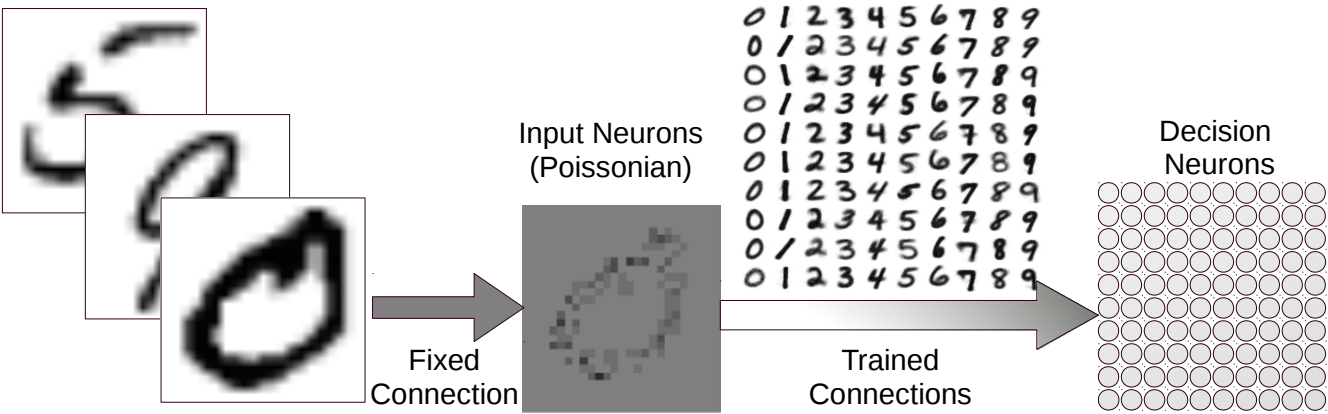 5
9
0
Fixed
Connection
Input Neurons
(Poissonian)
0 1 2 3 4 5 6 7 8 9
0 1 2 3 4 5 6 7 8 9
0 1 2 3 4 5 6 7 8 9
0 1 2 3 4 5 6 7 8 9
0 1 2 3 4 5 6 7 8 9
0 1 2 3 4 5 6 7 8 9
0 1 2 3 4 5 6 7 8 9
0 1 2 3 4 5 6 7 8 9
0 1 2 3 4 5 6 7 8 9
0 1 2 3 4 5 6 7 8 9
Trained
Connections
Decision
Neurons